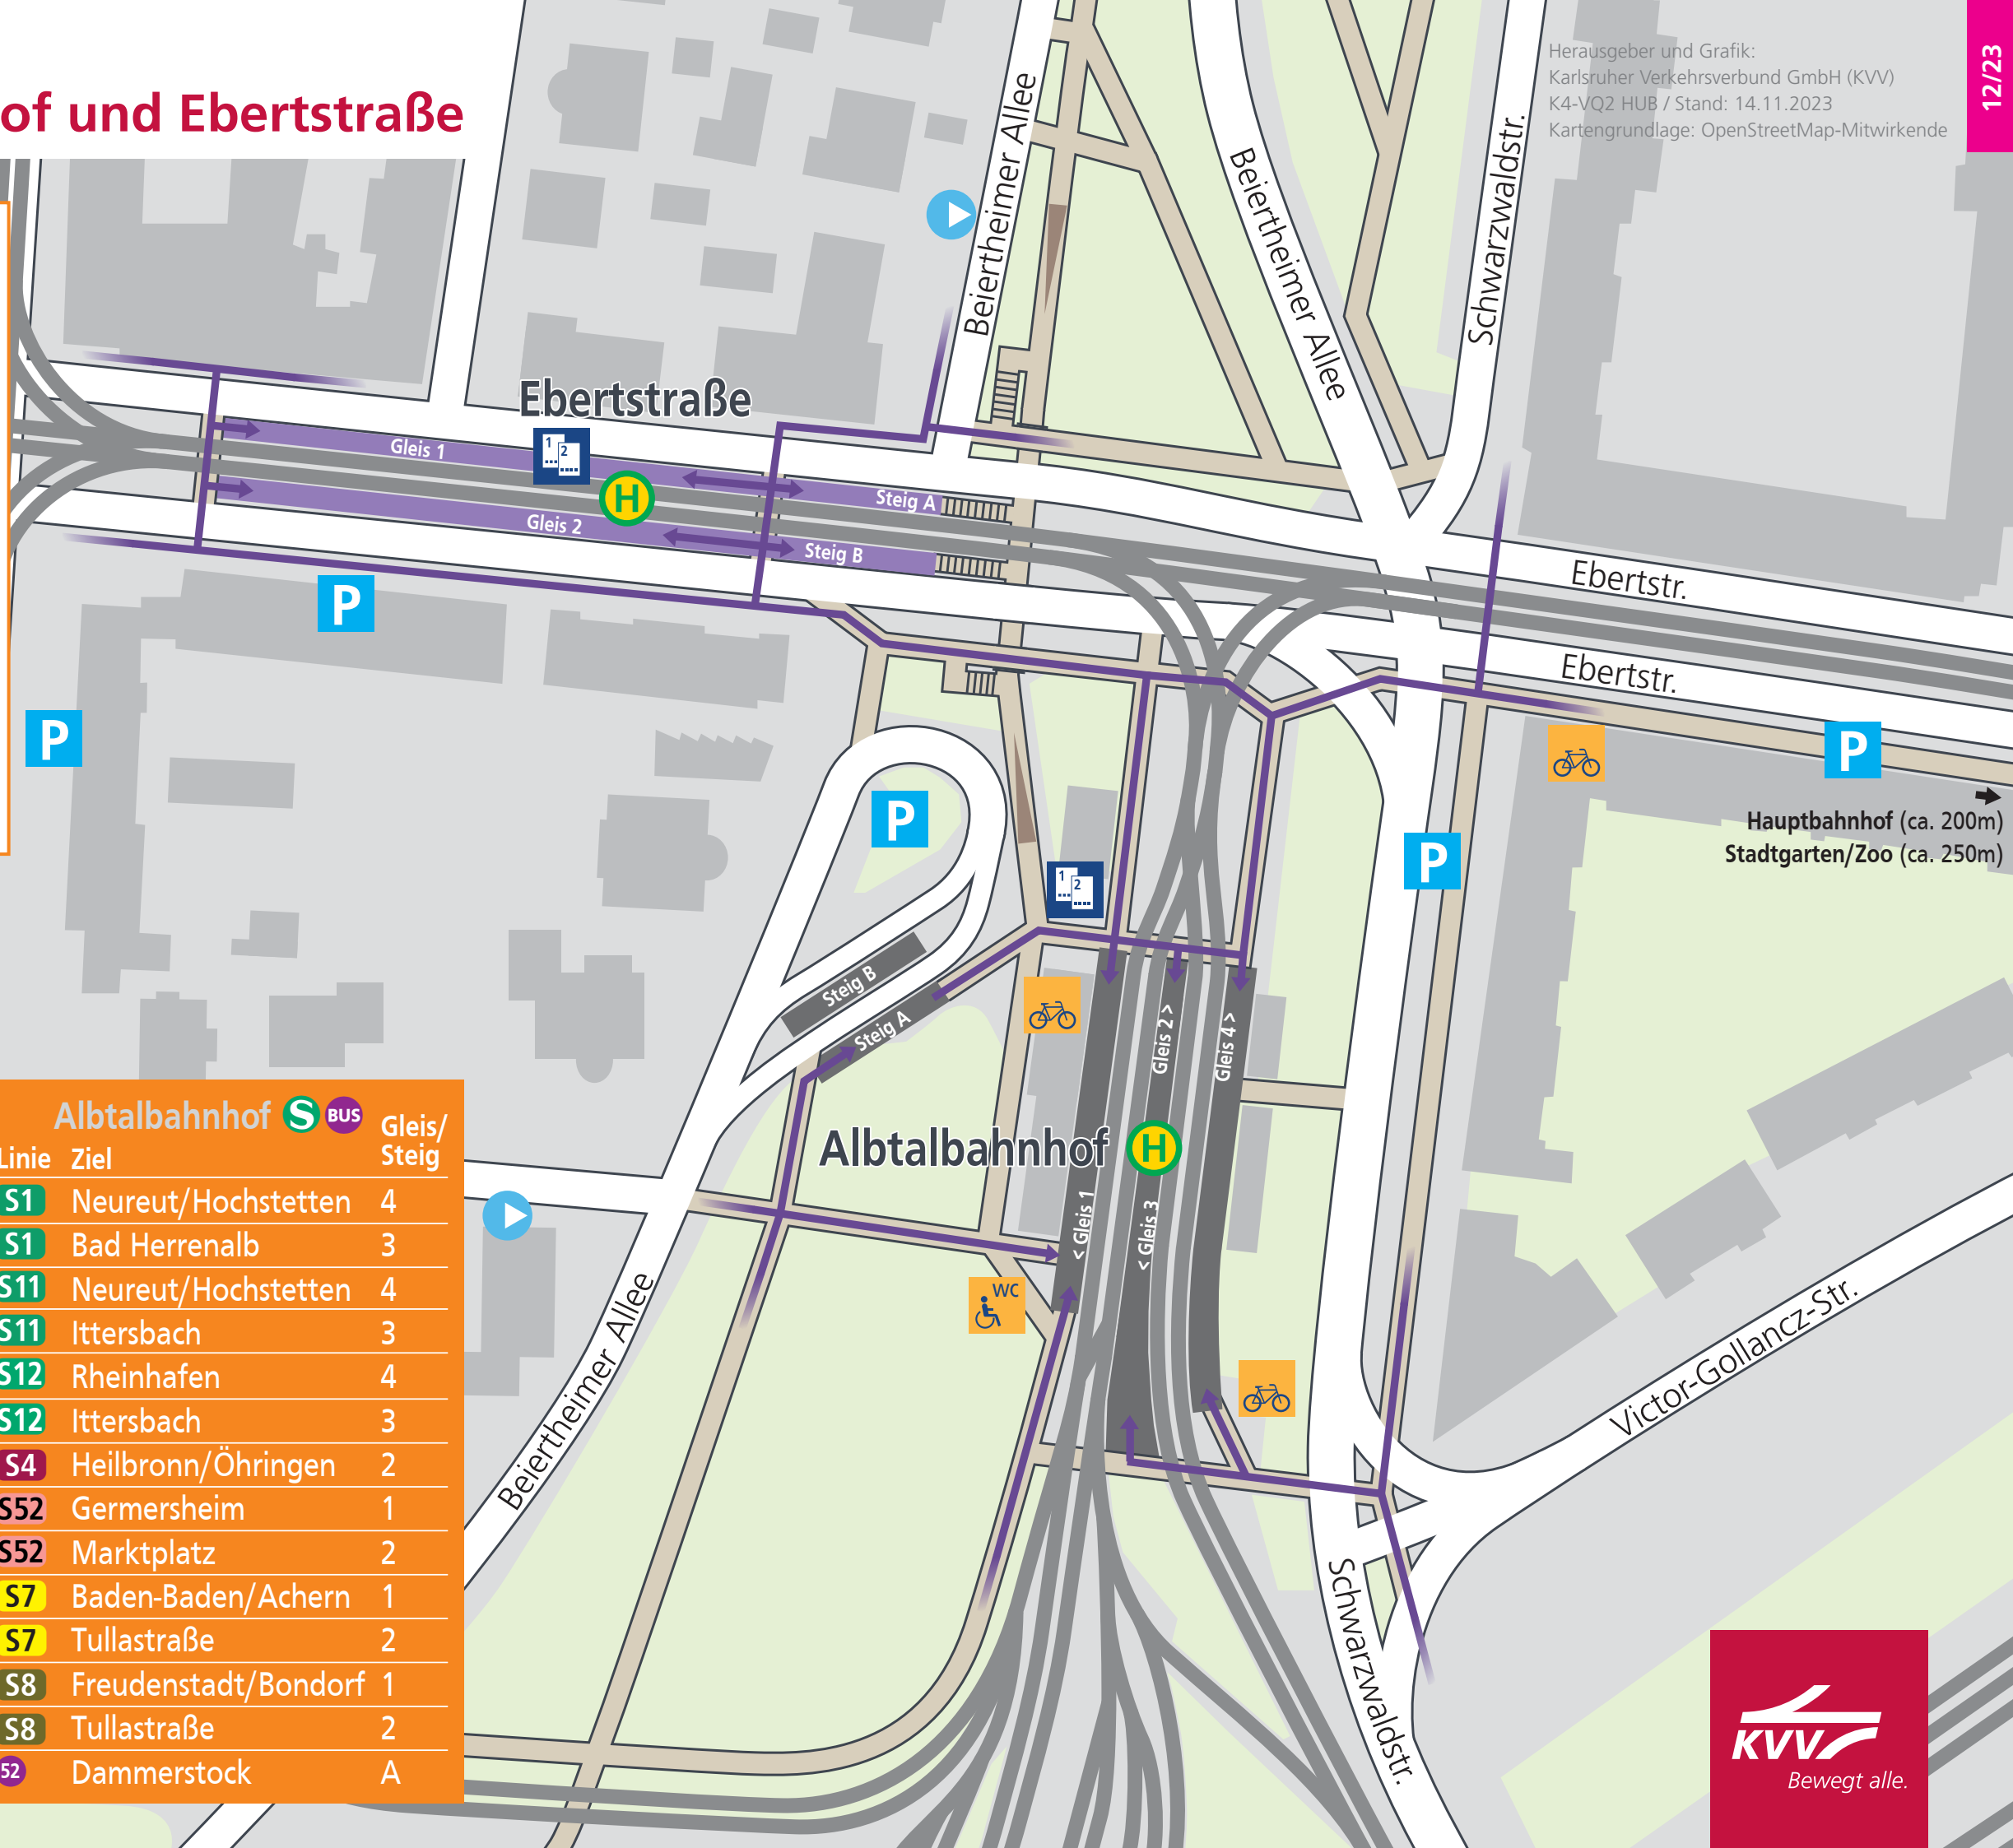 of und Ebertstraße
Herausgeber und Grafik:
Karlsruher Verkehrsverbund GmbH (KVV)
K4-VQ2 HUB / Stand: 14.11.2023
Kartengrundlage: OpenStreetMap-Mitwirkende
12/23
Beiertheimer Allee
Beiertheimer Allee
Schwarzwaldstr.
Ebertstraße
Gleis 1
1
2
H
Steig A
Gleis 2
Steig B
Ebertstr.
Ebertstr.
P
P
P
P
P
Hauptbahnhof (ca. 200m)
Stadtgarten/Zoo (ca. 250m)
1
2
Steig B
Steig A
Gleis 2 >
Gleis 4 >
Albtalbahnhof
H
< Gleis 1
< Gleis 3
WC
Beiertheimer Allee
Victor-Gollancz-Str.
Schwarzwaldstr.
Albtalbahnhof S BUS
Linie Ziel Gleis/
Steig
S1 Neureut/Hochstetten 4
S1 Bad Herrenalb 3
S11 Neureut/Hochstetten 4
S11 Ittersbach 3
S12 Rheinhafen 4
S12 Ittersbach 3
S4 Heilbronn/Öhringen 2
S52 Germersheim 1
S52 Marktplatz 2
S7 Baden-Baden/Achern 1
S7 Tullastraße 2
S8 Freudenstadt/Bondorf 1
S8 Tullastraße 2
52 Dammerstock A
KVV
Bewegt alle.